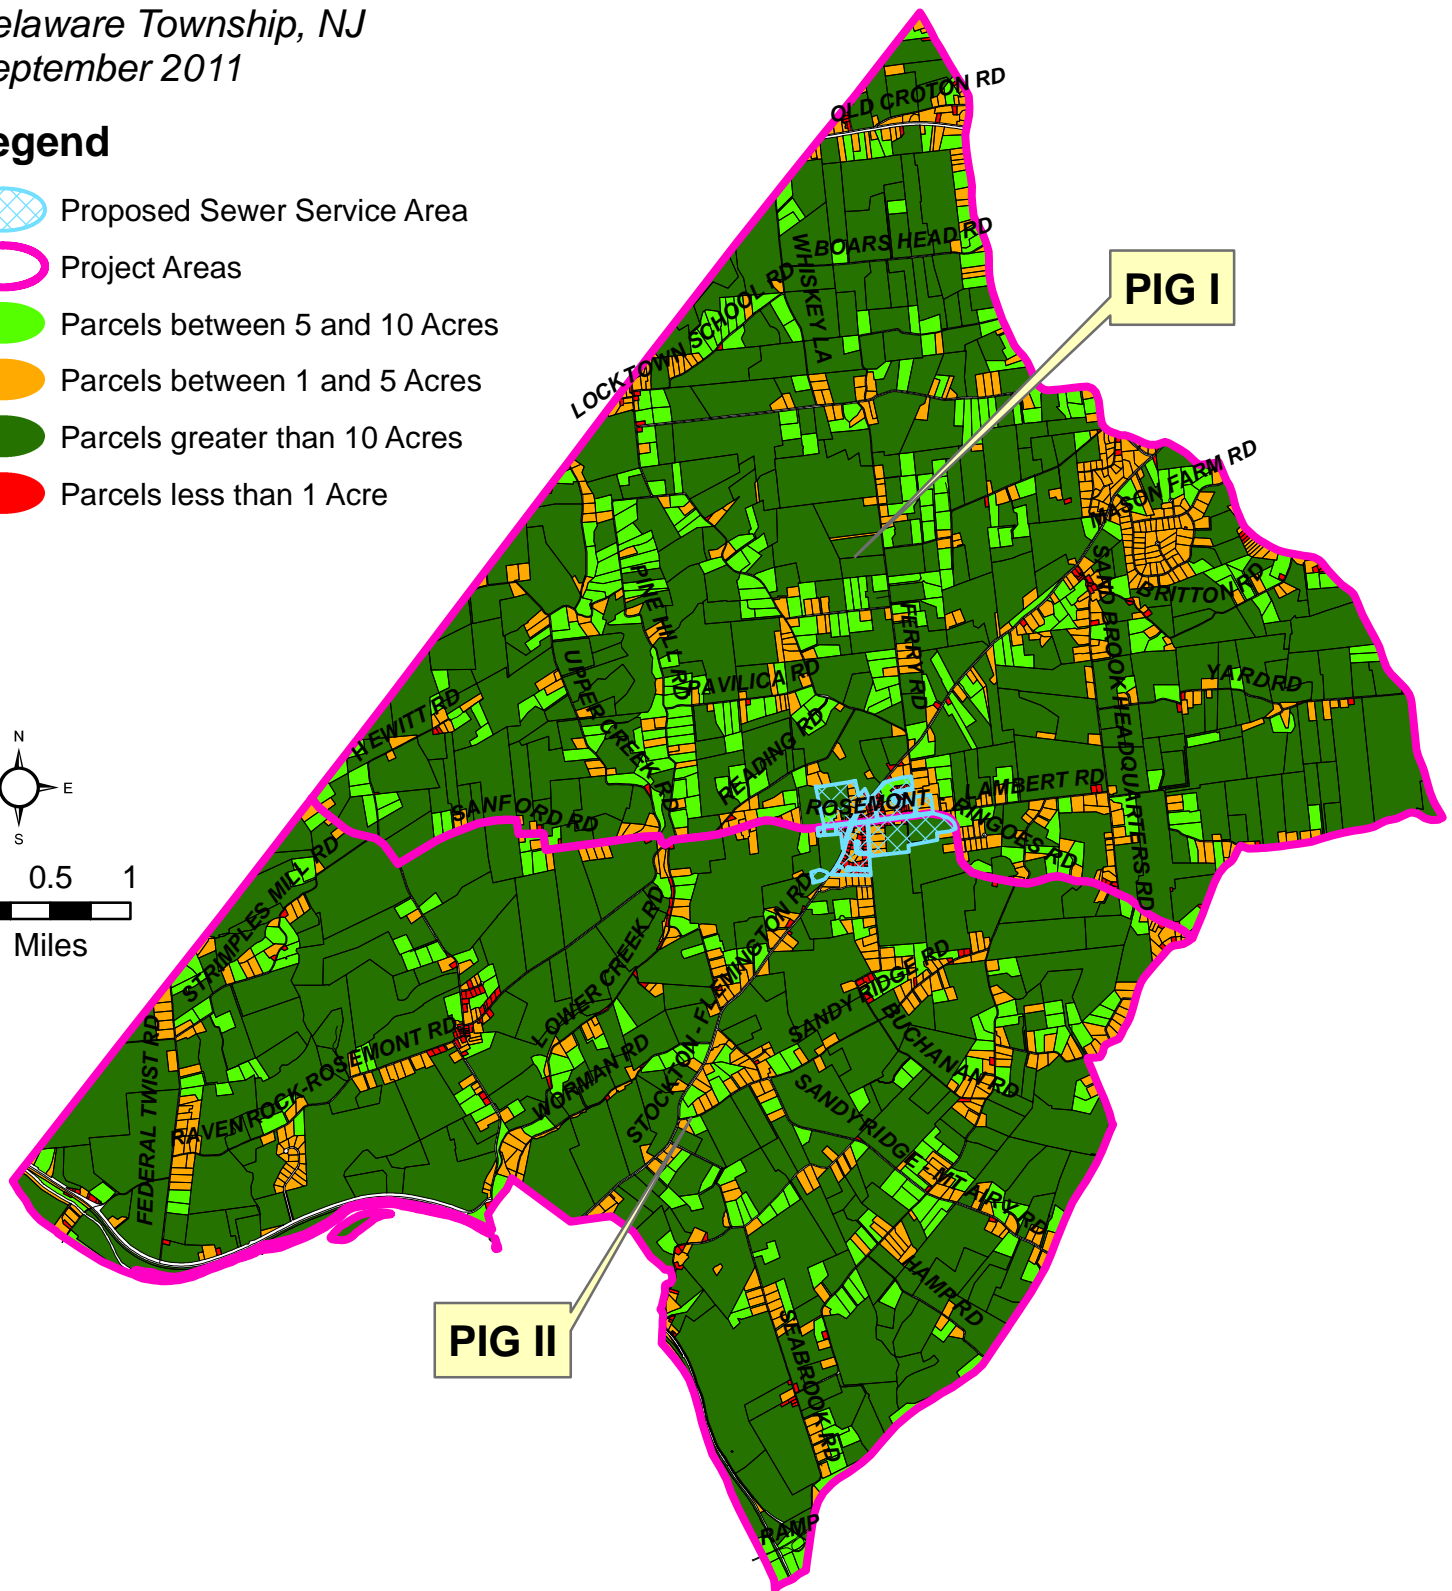 elaware Township, NJ
eptember 2011
egend
Proposed Sewer Service Area
Project Areas
Parcels between 5 and 10 Acres
Parcels between 1 and 5 Acres
Parcels greater than 10 Acres
Parcels less than 1 Acre
OLD CROTON RD
BOARS HEAD RD
WHISKEY LA
LOCKTOWN SCHOOL RD
PIG I
MASON FARM RD
BRITTON RD
SAND BROOK HEADQUARTERS RD
YARD RD
PINE HILL RD
FERRY RD
PAVILICA RD
UPPER CREEK RD
HEWITT RD
READING RD
N
E
S
SANFORD RD
ROSEMONT
LAMBERT RD
RINGOES RD
0.5 1
Miles
STRIMPLES MILL RD
LOWER CREEK RD
STOCKTON - FLEMINGTON RD
SANDY RIDGE RD
BUCHANAN RD
FEDERAL TWIST RD
RAVEN ROCK-ROSEMONT RD
WORMAN RD
SANDY RIDGE - MT AIRY RD
HAMP RD
PIG II
SEABROOK RD
RAMP